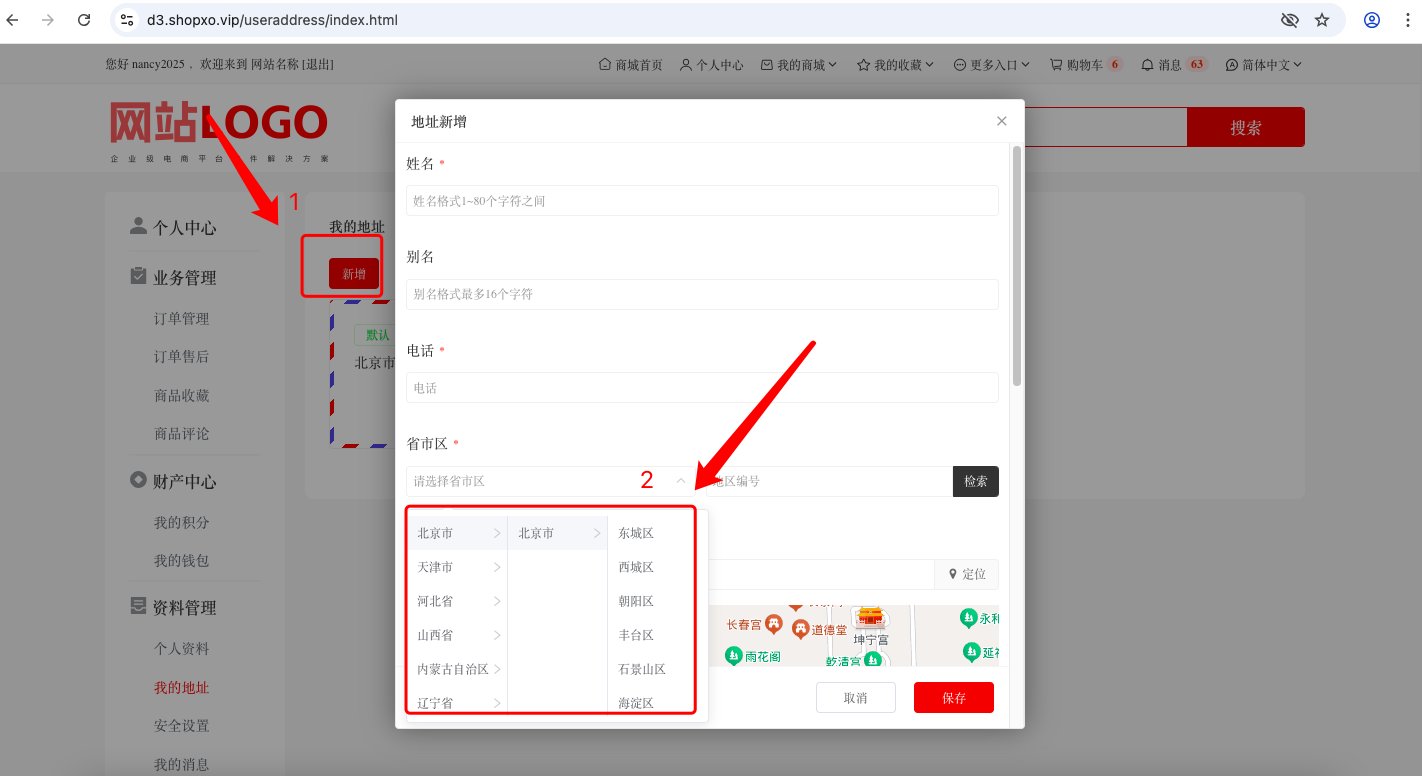 d3.shopxo.vip/useraddress/index.html
您好 nancy2025 ，欢迎来到 网站名称 [退出]
商城首页 个人中心 我的商城 我的收藏 更多入口 购物车 6 消息 63 简体中文
网站LOGO
企业级电商平台 件解决方案
搜索
地址新增
姓名 *
姓名格式1~80个字符之间
别名
别名格式最多16个字符
电话 *
电话
省市区 *
请选择省市区
2
地区编号
检索
北京市 北京市 东城区
天津市 西城区
河北省 朝阳区
山西省 丰台区
内蒙古自治区 石景山区
辽宁省 海淀区
定位
长春宫
道德堂
坤宁宫
永和
雨花阁
乾清宫
延祺
取消
保存
1
个人中心
业务管理
订单管理
订单售后
商品收藏
商品评论
财产中心
我的积分
我的钱包
资料管理
个人资料
我的地址
安全设置
我的消息
我的地址
新增
默认
北京市